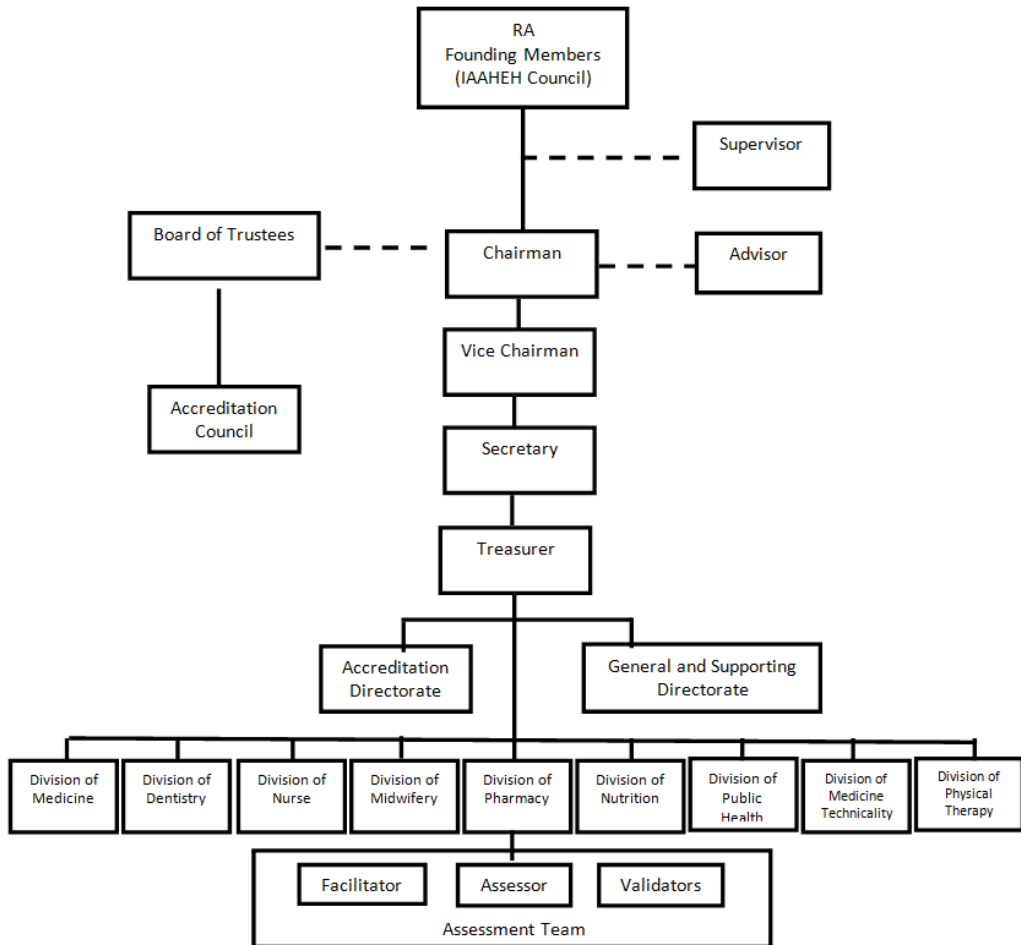 RA
Founding Members
(IAAHEH Council)
Supervisor
Board of Trustees
Chairman
Advisor
Vice Chairman
Accreditation
Council
Secretary
Treasurer
Accreditation
Directorate
General and Supporting
Directorate
Division of
Medicine
Division of
Dentistry
Division of
Nurse
Division of
Midwifery
Division of
Pharmacy
Division of
Nutrition
Division of
Public
Health
Division of
Medicine
Technicality
Division of
Physical
Therapy
Facilitator
Assessor
Validators
Assessment Team